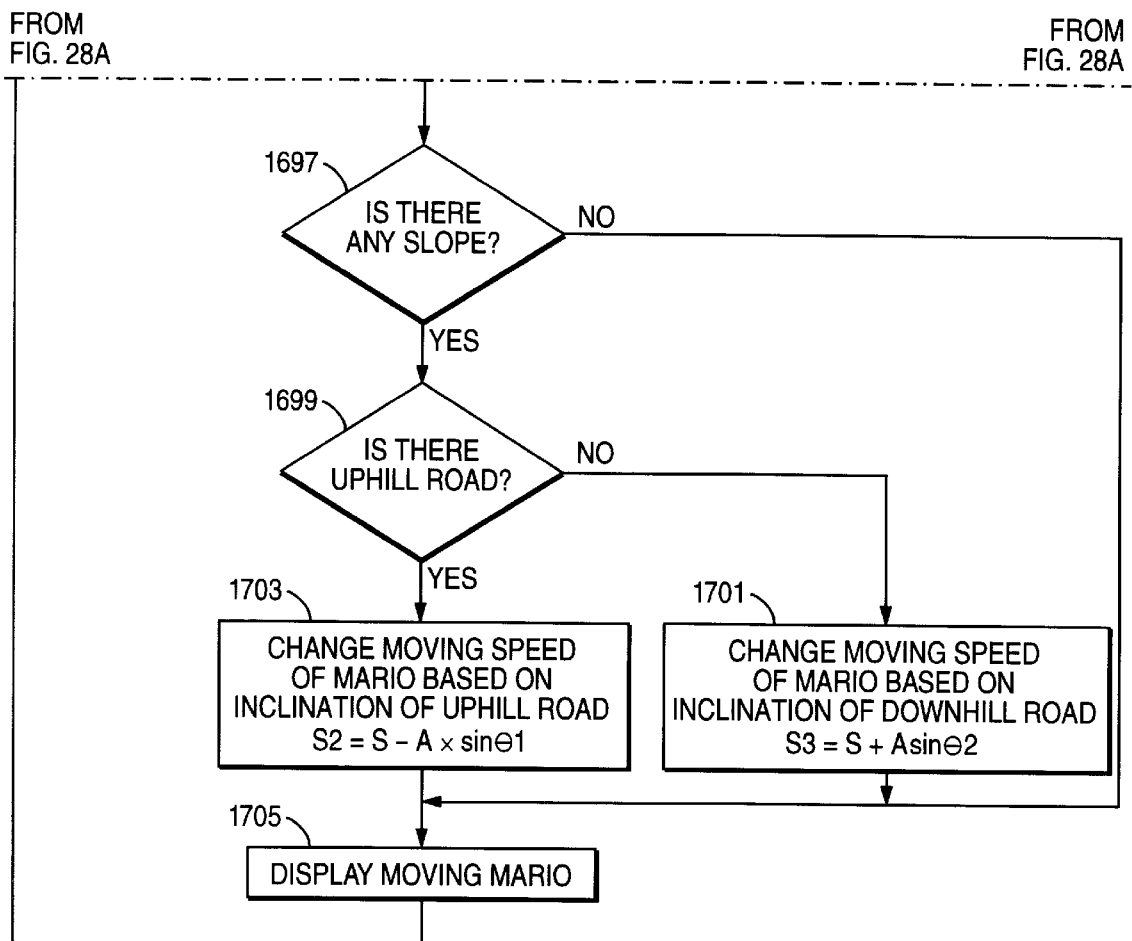 FROM
FIG. 28A
FROM
FIG. 28A
1697
IS THERE
ANY SLOPE?
NO
YES
1699
IS THERE
UPHILL ROAD?
NO
YES
1703
CHANGE MOVING SPEED
OF MARIO BASED ON
INCLINATION OF UPHILL ROAD
S2 = S – A × sinΘ1
1701
CHANGE MOVING SPEED
OF MARIO BASED ON
INCLINATION OF DOWNHILL ROAD
S3 = S + AsinΘ2
1705
DISPLAY MOVING MARIO